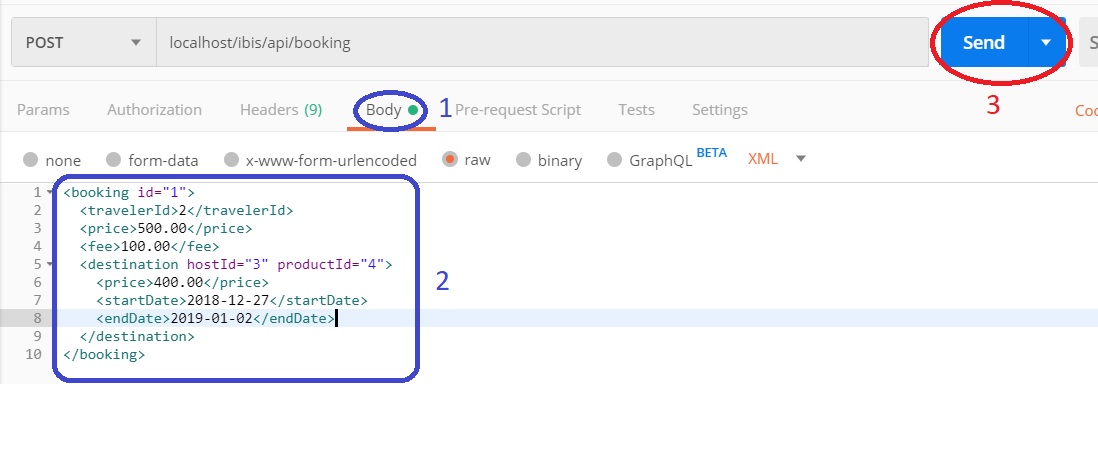 POST localhost/ibis/api/booking Send S
Params Authorization Headers (9) Body 1 Pre-request Script Tests Settings 3 Coo
none form-data x-www-form-urlencoded raw binary GraphQL BETA XML
1 <booking id="1">
2 <travelerId>2</travelerId>
3 <price>500.00</price>
4 <fee>100.00</fee>
5 <destination hostId="3" productId="4">
6 <price>400.00</price> 2
7 <startDate>2018-12-27</startDate>
8 <endDate>2019-01-02</endDate>
9 </destination>
10 </booking>